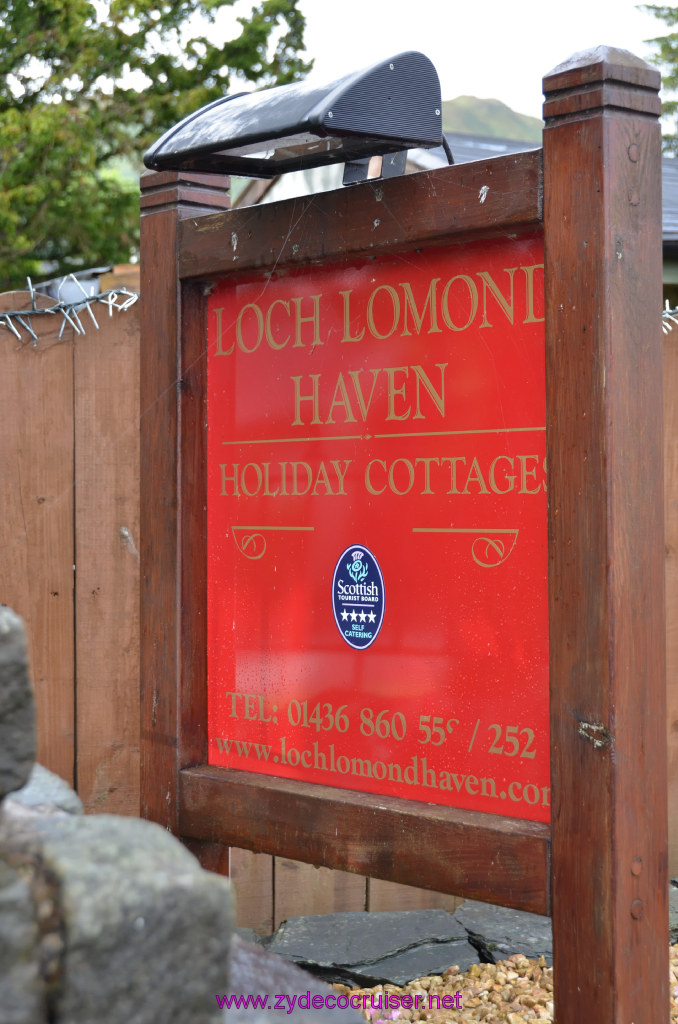 LOCH LOMOND
HAVEN
HOLIDAY COTTAGES
Scottish
TOURIST BOARD
★★★★
SELF
CATERING
TEL: 01436 860 / 252
www.lochlomondhaven.com
www.zydecocruiser.net